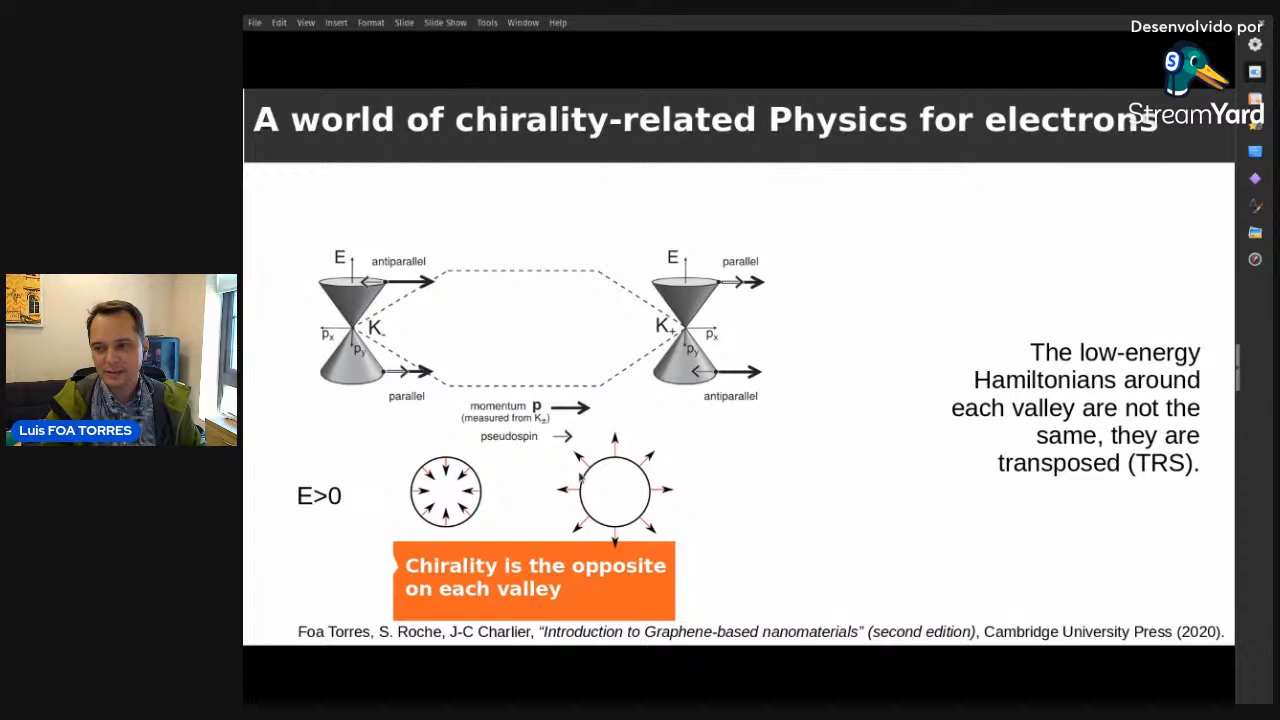 File Edit View Insert Format Slide Slide Show Tools Window Help
Desenvolvido por
StreamYard
A world of chirality-related Physics for electrons
E
antiparallel
K-
px
py
parallel
E
parallel
K+
px
py
antiparallel
momentum p
(measured from K±)
pseudospin
The low-energy
Hamiltonians around
each valley are not the
same, they are
transposed (TRS).
Luis FOA TORRES
E>0
Chirality is the opposite
on each valley
Foa Torres, S. Roche, J-C Charlier, “Introduction to Graphene-based nanomaterials” (second edition), Cambridge University Press (2020).